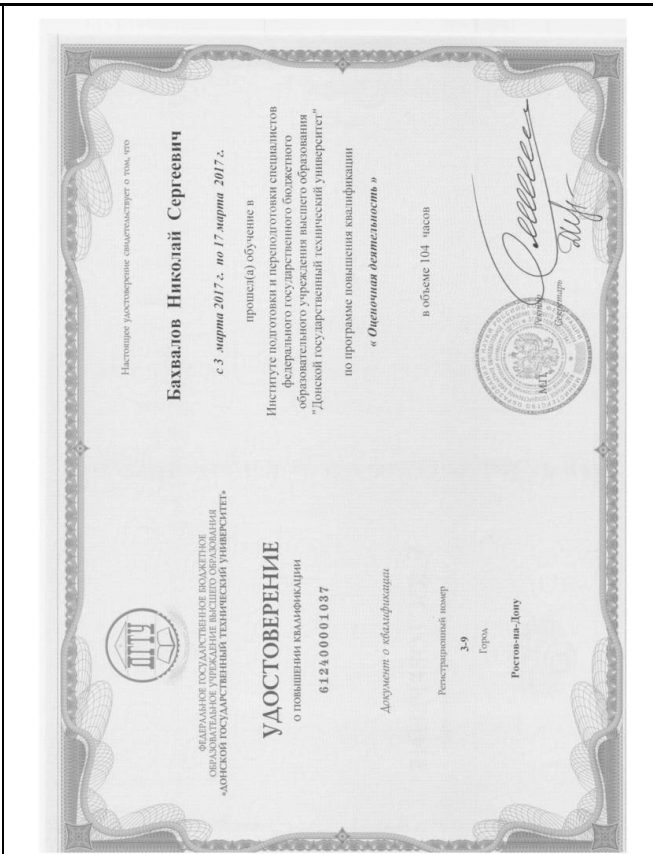 ФЕДЕРАЛЬНОЕ ГОСУДАРСТВЕННОЕ БЮДЖЕТНОЕ
ОБРАЗОВАТЕЛЬНОЕ УЧРЕЖДЕНИЕ ВЫСШЕГО ОБРАЗОВАНИЯ
«ДОНСКОЙ ГОСУДАРСТВЕННЫЙ ТЕХНИЧЕСКИЙ УНИВЕРСИТЕТ»
УДОСТОВЕРЕНИЕ
О ПОВЫШЕНИИ КВАЛИФИКАЦИИ
612400001037
Документ о квалификации
Регистрационный номер
3-9
Город
Ростов-на-Дону
Настоящее удостоверение свидетельствует о том, что
Бахвалов Николай Сергеевич
с 3 марта 2017 г. по 17 марта 2017 г.
прошел(а) обучение в
Институте подготовки и переподготовки специалистов
федерального государственного бюджетного
образовательного учреждения высшего образования
"Донской государственный технический университет"
по программе повышения квалификации
« Оценочная деятельность »
в объеме 104 часов
М.П.
Ректор
Секретарь